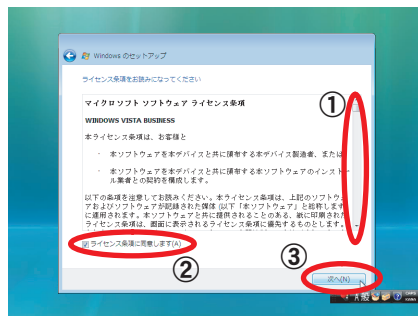 Windows のセットアップ
ライセンス条項をお読みになってください
マイクロソフト ソフトウェア ライセンス条項
①
WINDOWS VISTA BUSINESS
本ライセンス条項は、お客様と
· 本ソフトウェアを本デバイスと共に頒布する本デバイス製造者、または
· 本ソフトウェアを本デバイスと共に頒布する本ソフトウェアのインストー
ル業者との契約を構成します。
以下の条項を注意してお読みください。本ライセンス条項は、上記のソフトウェ
アおよびソフトウェアが記録された媒体 (以下「本ソフトウェア」と総称します
に適用されます。本ソフトウェアと共に提供されることのある、紙に印刷された
ライセンス条項は、画面に表示されるライセンス条項に優先するものとします。
ライセンス条項に同意します(A)
②
③
次へ(N)
A 般
CAPS
KANA